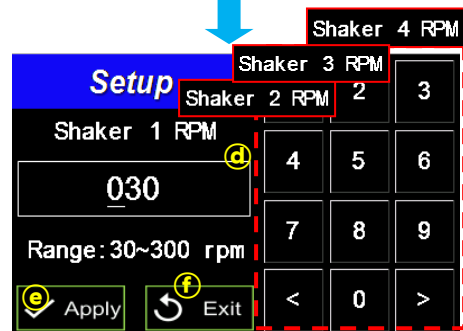 Shaker 4 RPM
Shaker 3 RPM
Shaker 2 RPM
Setup
Shaker 1 RPM
d
030
Range:30~300 rpm
e Apply
f Exit
2 3
4 5 6
7 8 9
< 0 >